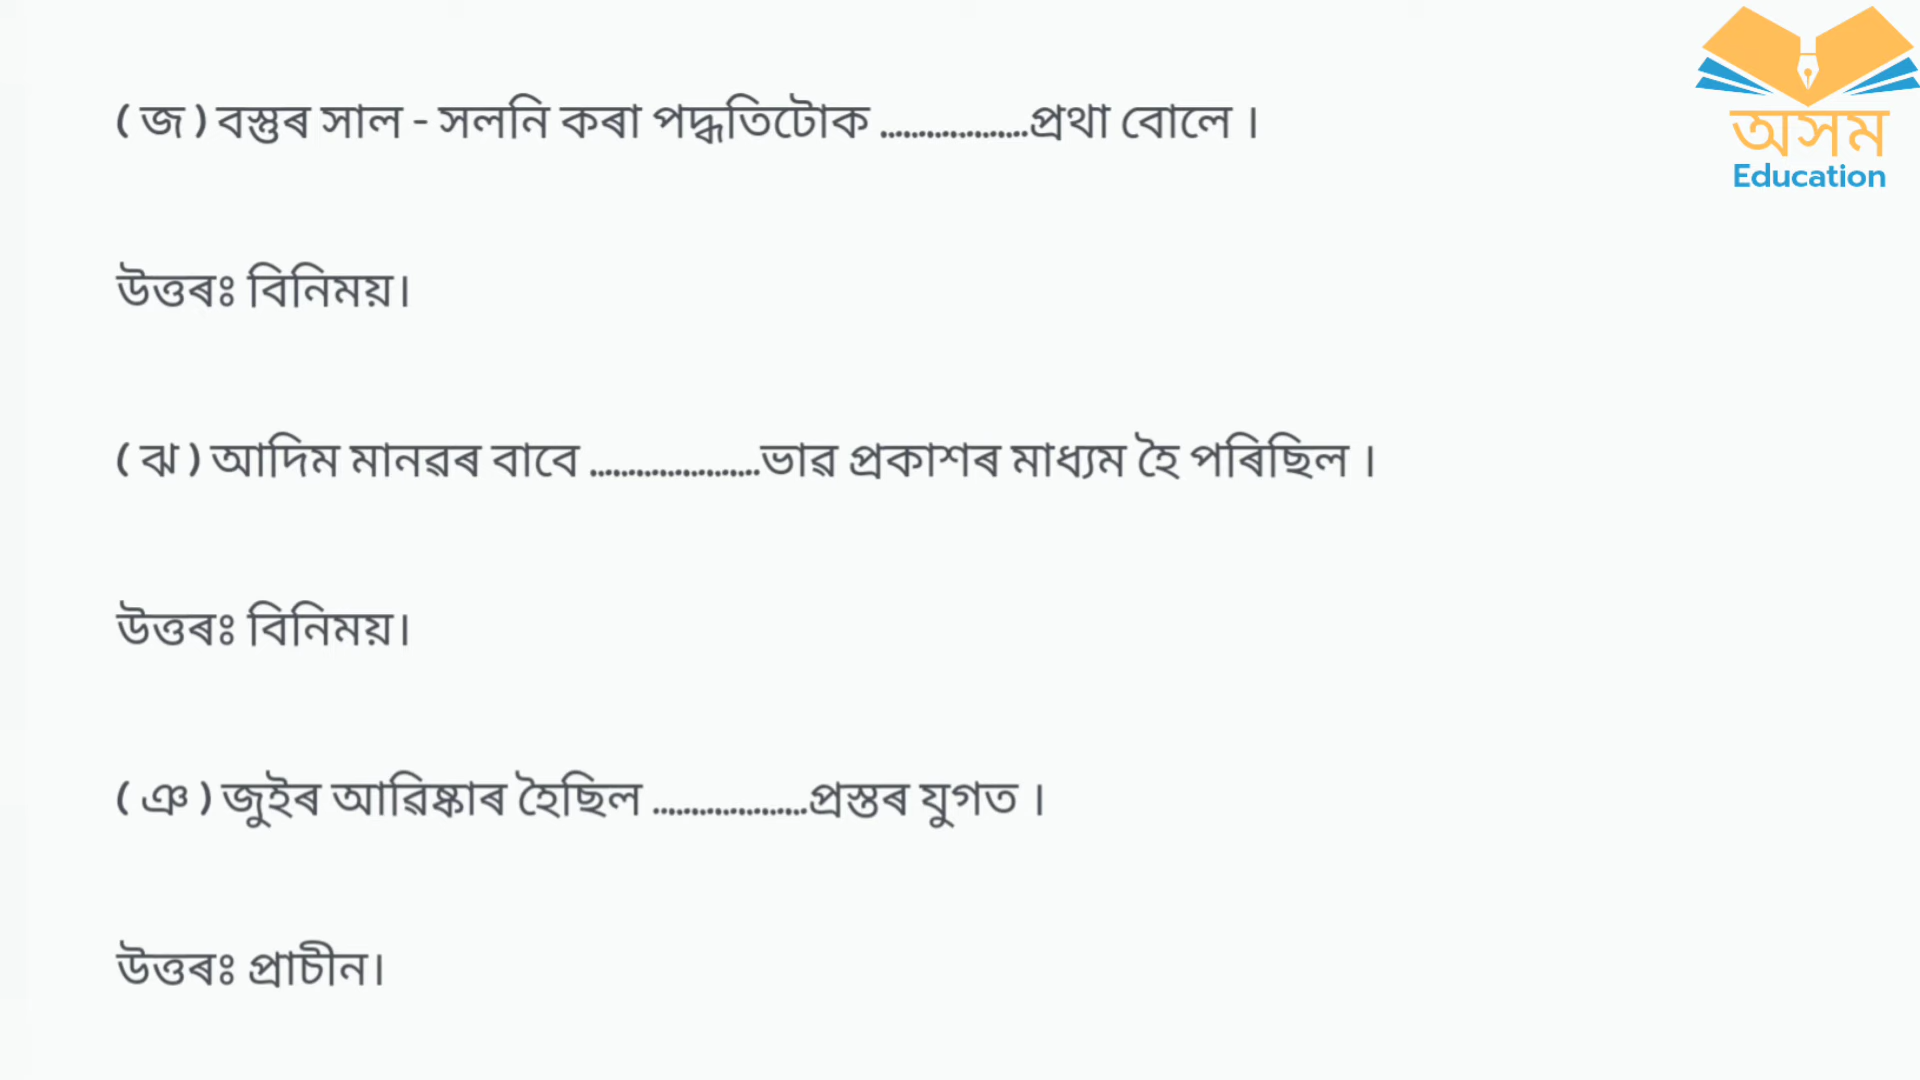 ( জ ) বস্তুৰ সাল - সলনি কৰা পদ্ধতিটোক ...................প্ৰথা বোলে ।
অসম
Education
উত্তৰঃ বিনিময়।
( ঝ ) আদিম মানৱৰ বাবে ......................ভাৱ প্ৰকাশৰ মাধ্যম হৈ পৰিছিল ।
উত্তৰঃ বিনিময়।
( ঞ ) জুইৰ আৱিষ্কাৰ হৈছিল ....................প্ৰস্তৰ যুগত ।
উত্তৰঃ প্ৰাচীন।